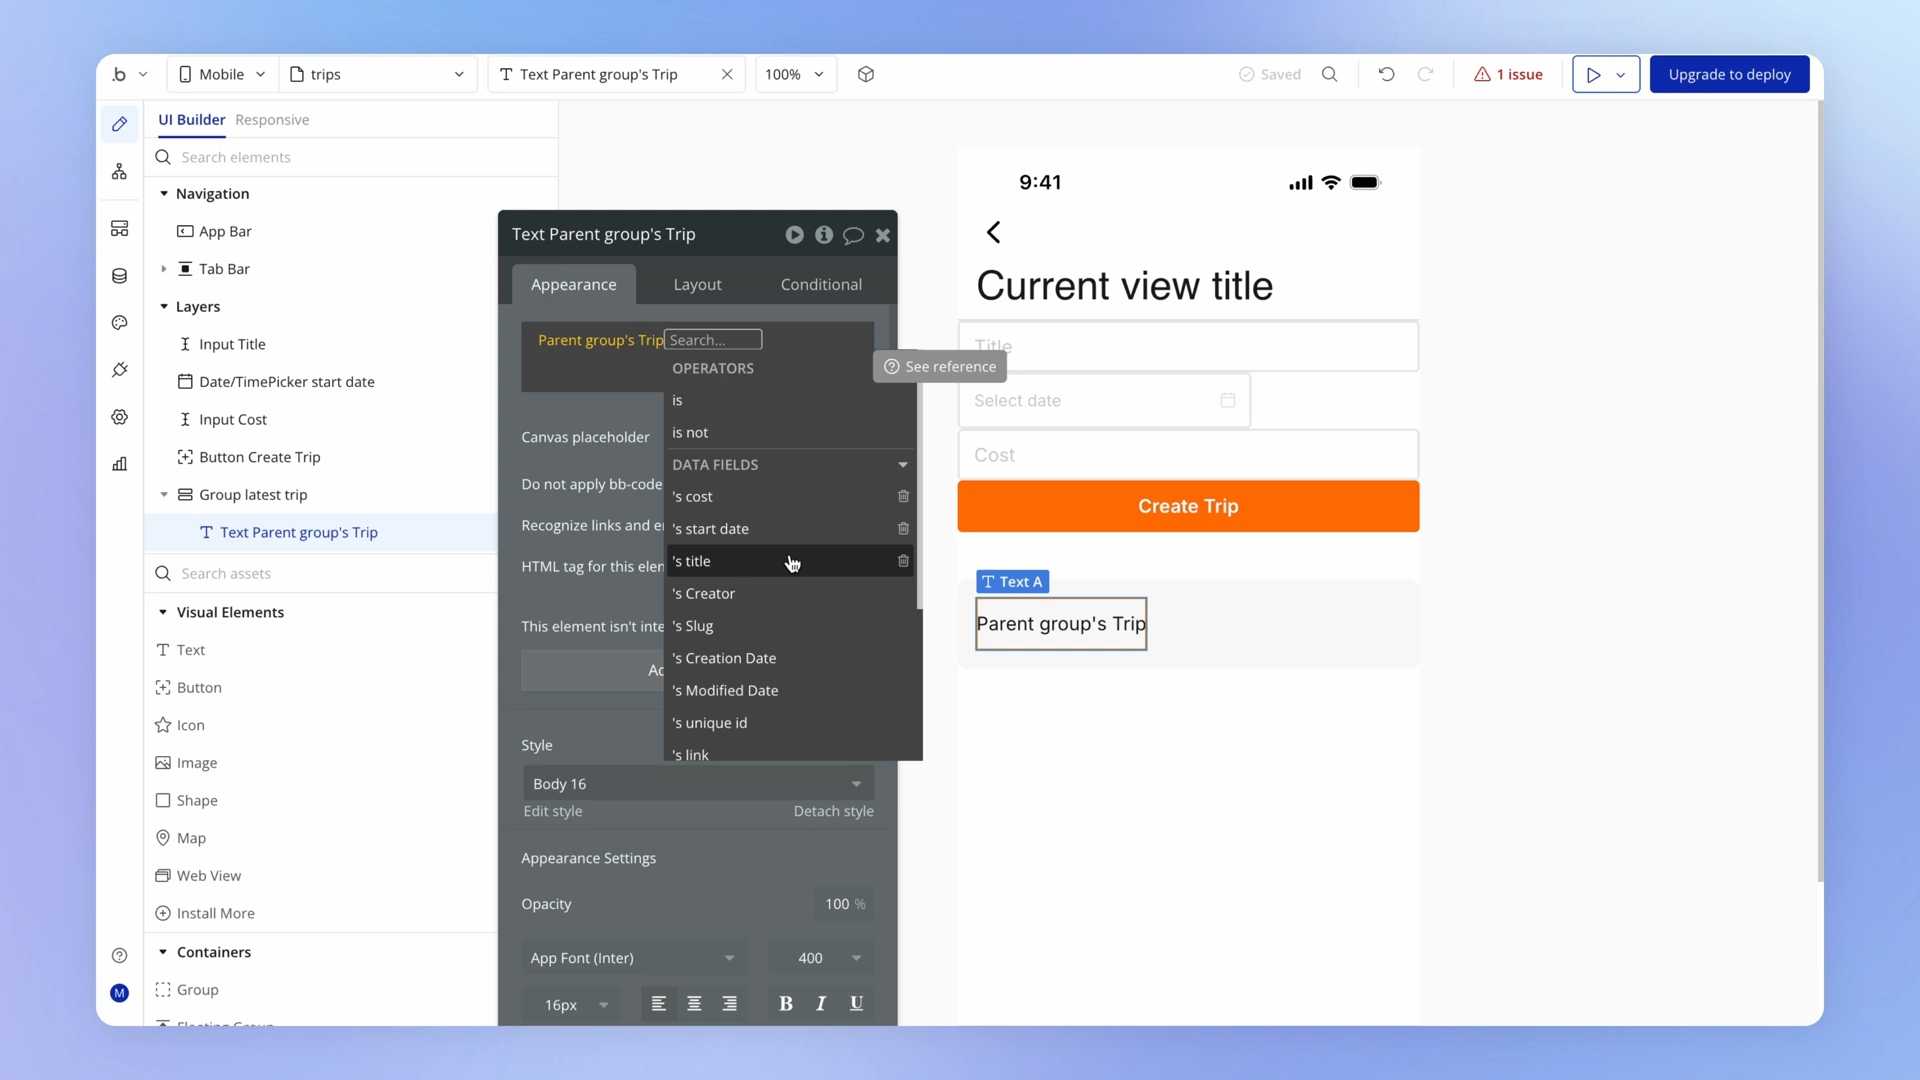 .b
Mobile
trips
Text Parent group's Trip
100%
Saved
1 issue
Upgrade to deploy
UI Builder
Responsive
Search elements
Navigation
App Bar
Tab Bar
Layers
Input Title
Date/TimePicker start date
Input Cost
Button Create Trip
Group latest trip
Text Parent group's Trip
Search assets
Visual Elements
Text
Button
Icon
Image
Shape
Map
Web View
Install More
Containers
Group
M
Text Parent group's Trip
Appearance
Layout
Conditional
Parent group's Trip
Search...
See reference
OPERATORS
is
is not
DATA FIELDS
's cost
's start date
's title
's Creator
's Slug
's Creation Date
's Modified Date
's unique id
's link
Canvas placeholder
Do not apply bb-code
Recognize links and e
HTML tag for this ele
This element isn't inte
Style
Body 16
Edit style
Detach style
Appearance Settings
Opacity
100 %
App Font (Inter)
400
16px
B I U
9:41
Current view title
Title
Select date
Cost
Create Trip
Text A
Parent group's Trip